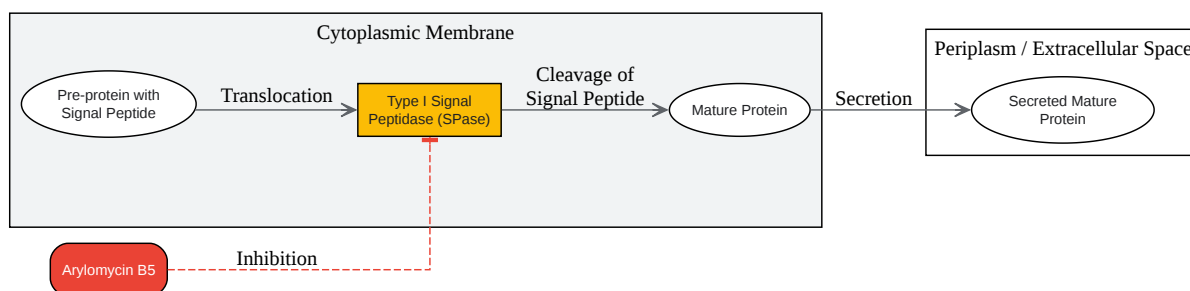 Cytoplasmic Membrane
Periplasm / Extracellular Space
Pre-protein with
Signal Peptide
Translocation
Type I Signal
Peptidase (SPase)
Cleavage of
Signal Peptide
Mature Protein
Secretion
Secreted Mature
Protein
Arylomycin B5
Inhibition